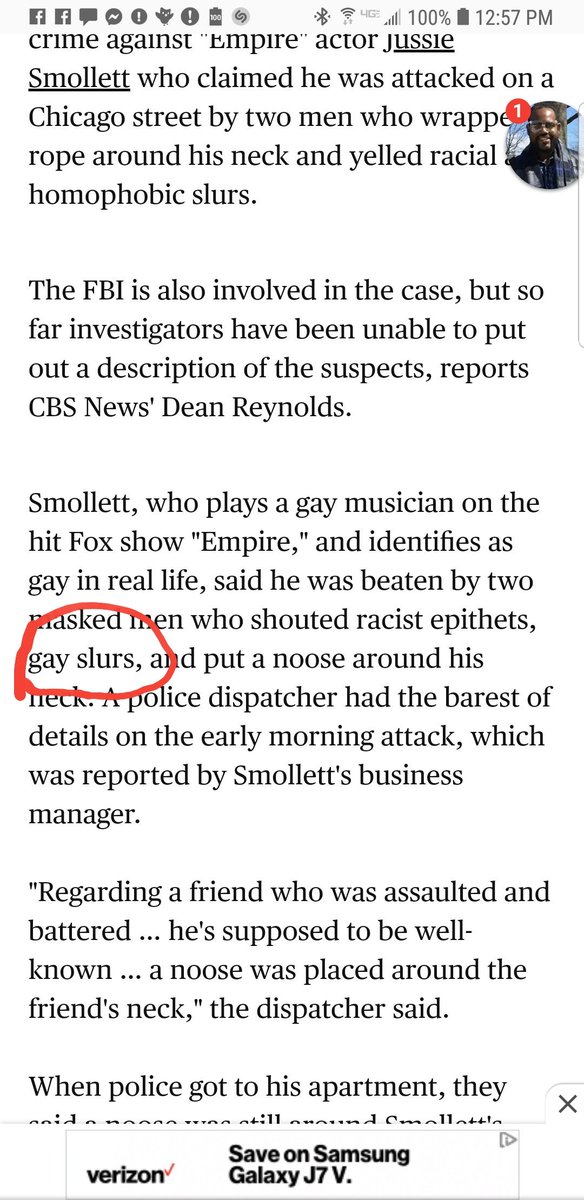 100% 12:57 PM
crime against "Empire" actor Jussie
Smollett who claimed he was attacked on a
Chicago street by two men who wrappe
1
rope around his neck and yelled racial
homophobic slurs.
The FBI is also involved in the case, but so
far investigators have been unable to put
out a description of the suspects, reports
CBS News' Dean Reynolds.
Smollett, who plays a gay musician on the
hit Fox show "Empire," and identifies as
gay in real life, said he was beaten by two
masked men who shouted racist epithets,
gay slurs, and put a noose around his
neck. A police dispatcher had the barest of
details on the early morning attack, which
was reported by Smollett's business
manager.
"Regarding a friend who was assaulted and
battered ... he's supposed to be well-
known ... a noose was placed around the
friend's neck," the dispatcher said.
When police got to his apartment, they
said a noose was still around Smollett's
verizon
Save on Samsung
Galaxy J7 V.